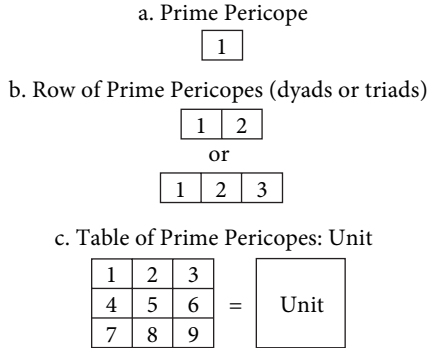 a. Prime Pericope
1
b. Row of Prime Pericopes (dyads or triads)
1 2
or
1 2 3
c. Table of Prime Pericopes: Unit
1 2 3
4 5 6 = Unit
7 8 9